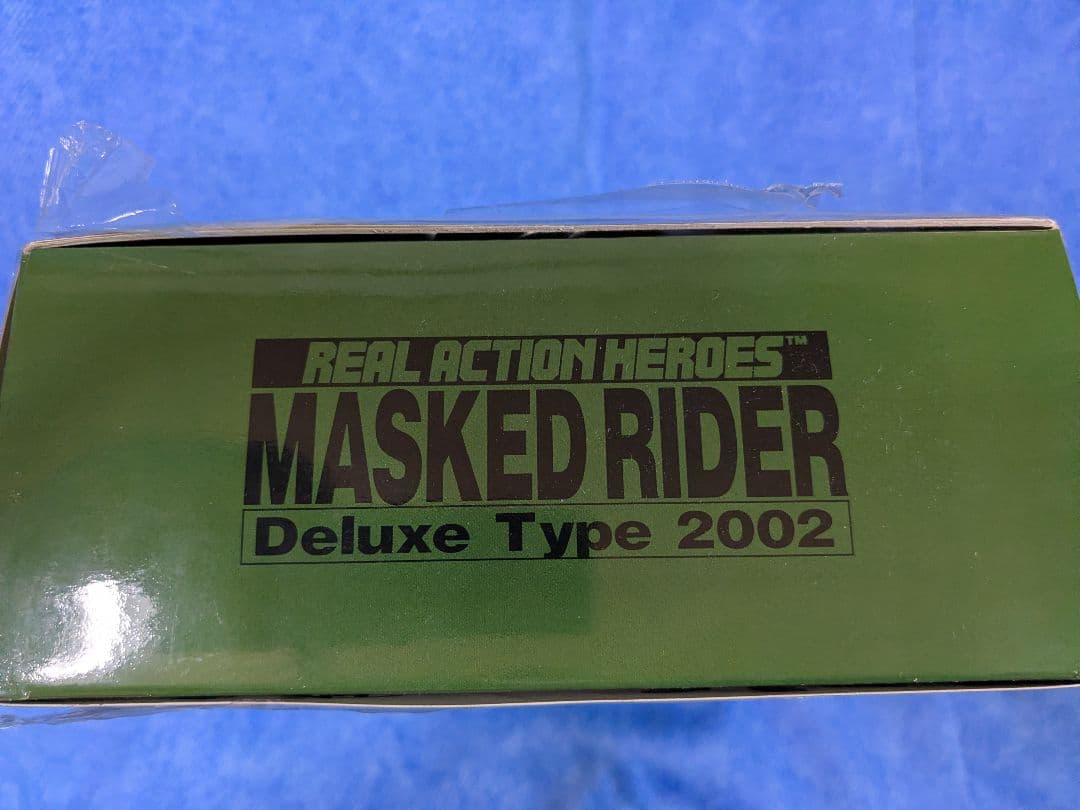 REAL ACTION HEROES™
MASKED RIDER
Deluxe Type 2002